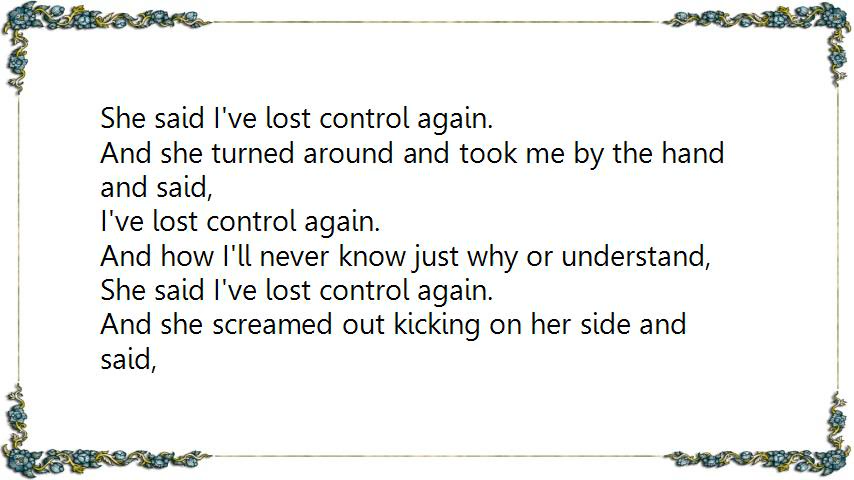 She said I've lost control again.
And she turned around and took me by the hand
and said,
I've lost control again.
And how I'll never know just why or understand,
She said I've lost control again.
And she screamed out kicking on her side and
said,